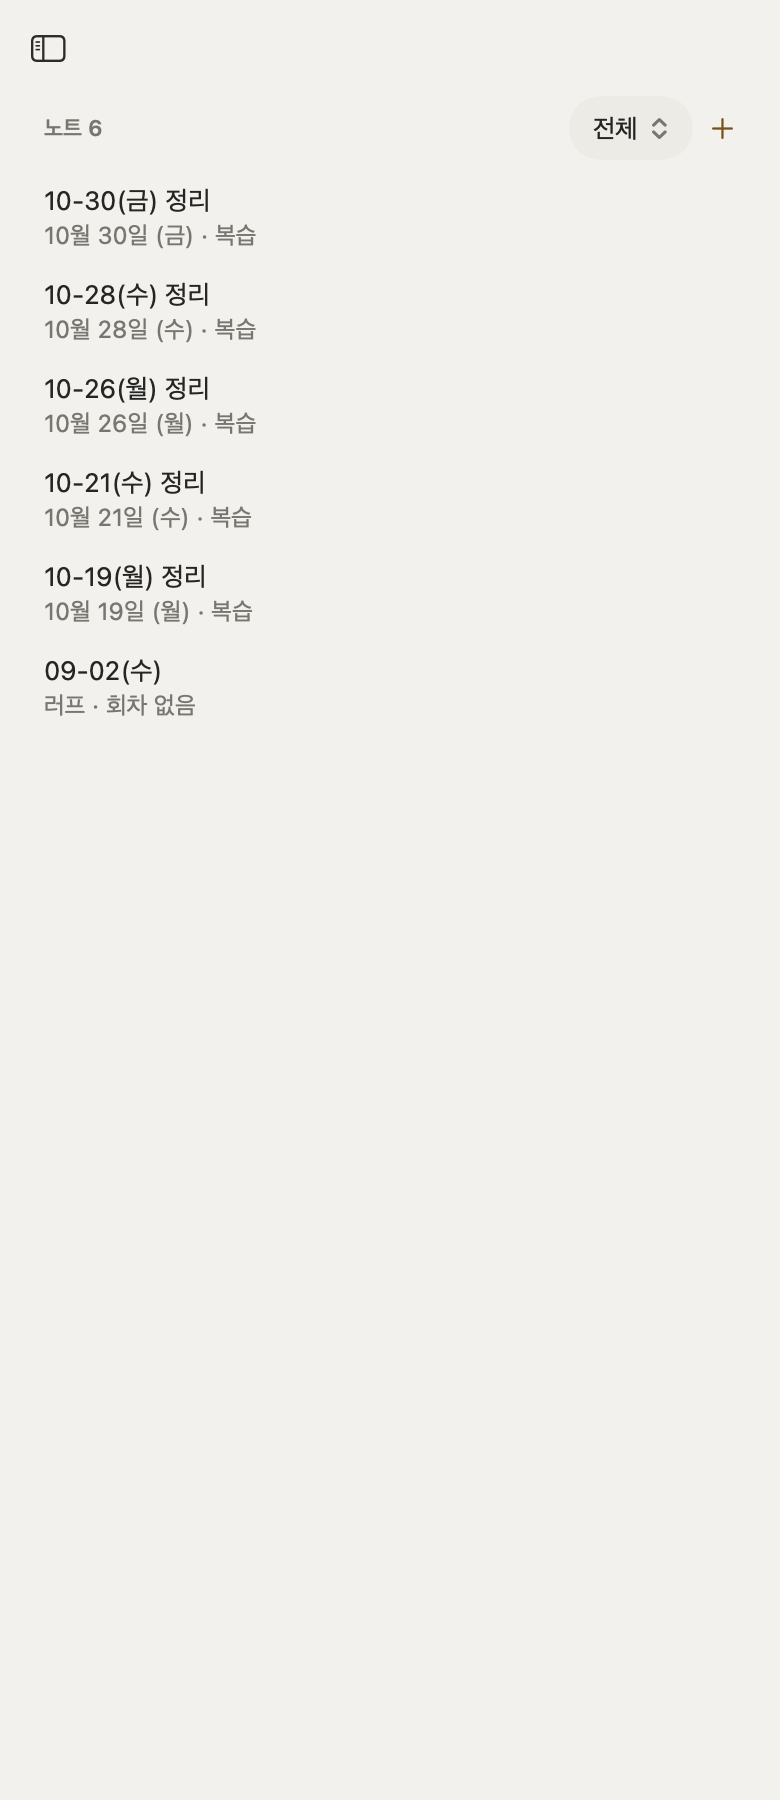 노트 6
전체
10-30(금) 정리
10월 30일 (금) · 복습
10-28(수) 정리
10월 28일 (수) · 복습
10-26(월) 정리
10월 26일 (월) · 복습
10-21(수) 정리
10월 21일 (수) · 복습
10-19(월) 정리
10월 19일 (월) · 복습
09-02(수)
러프 · 회차 없음